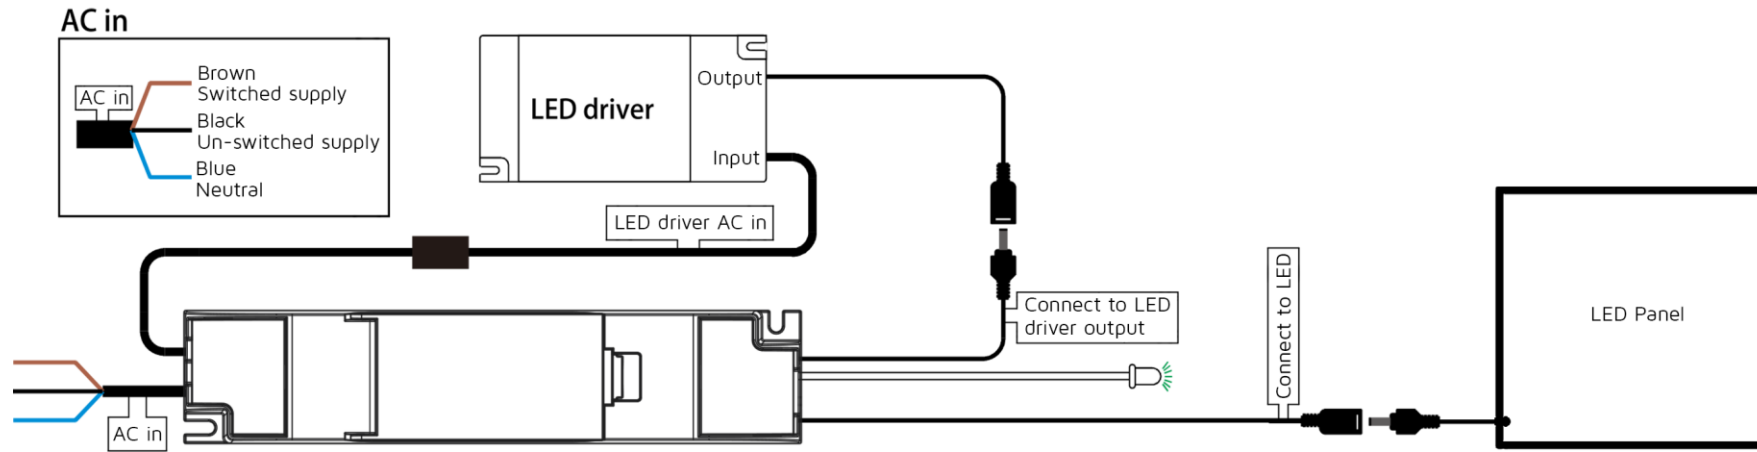 AC in
AC in
Brown
Switched supply
Black
Un-switched supply
Blue
Neutral
LED driver
Output
Input
LED driver AC in
Connect to LED
driver output
Connect to LED
LED Panel
AC in